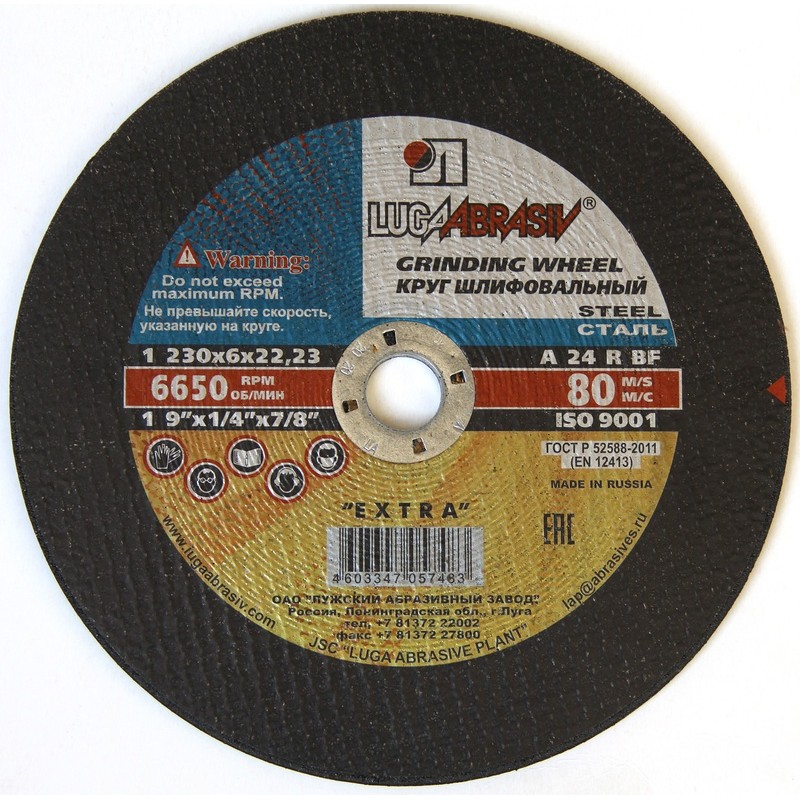 LUGAABRASIV®
GRINDING WHEEL
КРУГ ШЛИФОВАЛЬНЫЙ
STEEL
СТАЛЬ
Warning:
Do not exceed
maximum RPM.
Не превышайте скорость,
указанную на круге.
1 230x6x22,23
A 24 R BF
6650 RPM
ОБ/МИН
80 M/S
М/С
1 9"x1/4"x7/8"
ISO 9001
ГОСТ Р 52588-2011
(EN 12413)
MADE IN RUSSIA
"EXTRA"
EAC
4603347057483
ОАО "ЛУЖСКИЙ АБРАЗИВНЫЙ ЗАВОД"
Россия, Ленинградская обл., г.Луга
тел. +7 81372 22002
факс +7 81372 27800
JSC "LUGA ABRASIVE PLANT"
www.lugaabrasiv.com
lap@abrasives.ru